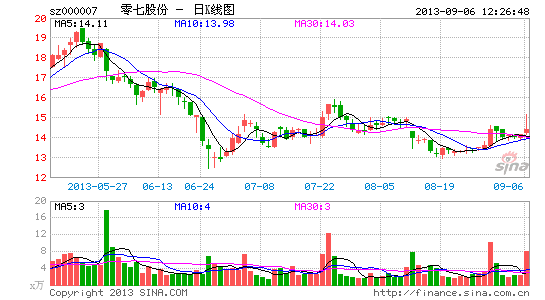 sz000007 零七股份 - 日K线图 2013-09-06 12:26:48
MA5:14.11 MA10:13.98 MA30:14.03
20
19
18
17
16
15
14
13
12
sina
2013-05-27 06-13 06-24 07-08 07-22 08-05 08-19 09-06
MA5:3 MA10:4 MA30:3
20
16
12
8
4
x万
sina
Copyright 2013 SINA.COM http://finance.sina.com.cn